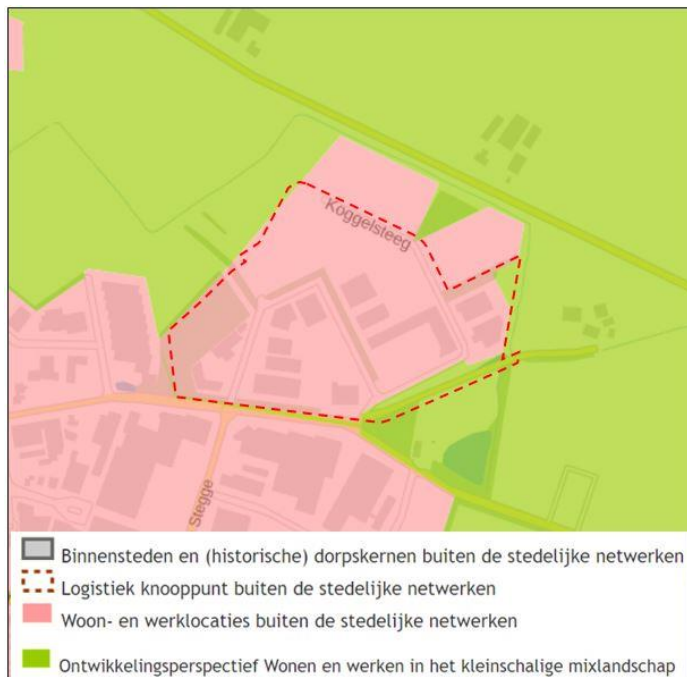 Koggelsteeg
Stegge
Binnensteden en (historische) dorpskernen buiten de stedelijke netwerken
Logistiek knooppunt buiten de stedelijke netwerken
Woon- en werklocaties buiten de stedelijke netwerken
Ontwikkelingsperspectief Wonen en werken in het kleinschalige mixlandschap